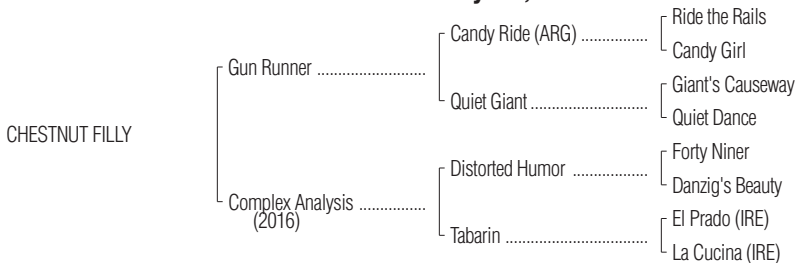 Ride the Rails
Candy Ride (ARG) ................
Candy Girl
Gun Runner ..........................
Giant's Causeway
Quiet Giant ............................
Quiet Dance
CHESTNUT FILLY
Forty Niner
Distorted Humor ..................
Danzig's Beauty
Complex Analysis ................
(2016)
El Prado (IRE)
Tabarin ..................................
La Cucina (IRE)